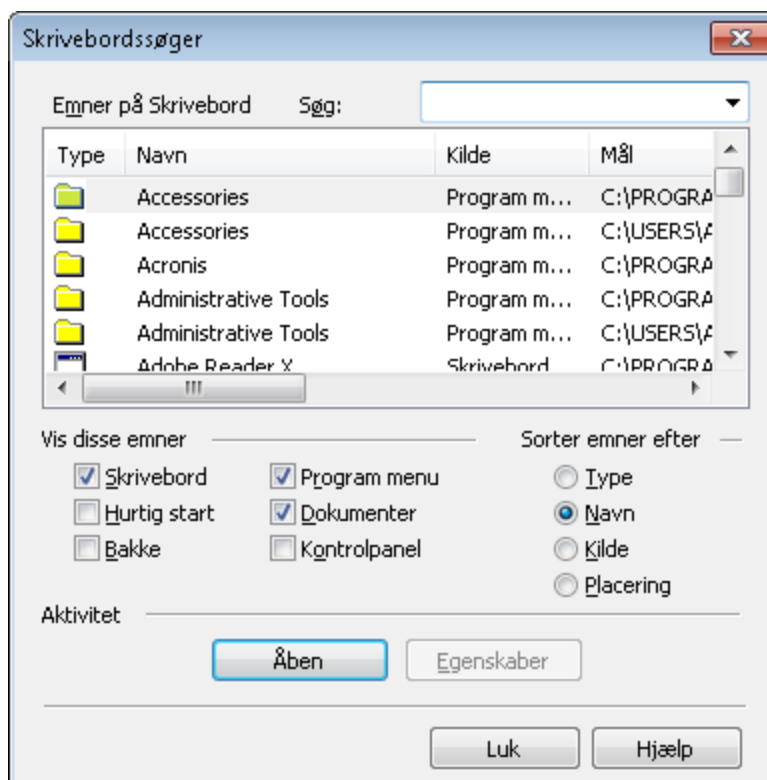 Skrivebordssøger
Emner på Skrivebord Søg:
Type Navn Kilde Mål
Accessories Program m... C:\PROGRA
Accessories Program m... C:\USERS\A
Acronis Program m... C:\PROGRA
Administrative Tools Program m... C:\PROGRA
Administrative Tools Program m... C:\USERS\A
Adobe Reader X Skrivebord C:\PROGRA
Vis disse emner Sorter emner efter
Skrivebord Program menu Type
Hurtig start Dokumenter Navn
Bakke Kontrolpanel Kilde
Placering
Aktivitet
Åben Egenskaber
Luk Hjælp